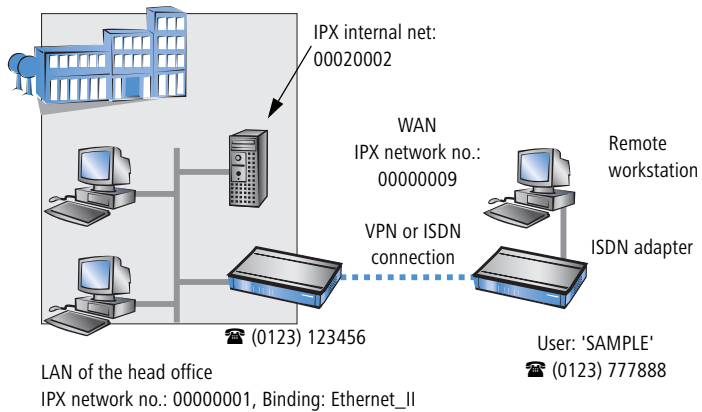 IPX internal net:
00020002
WAN
IPX network no.:
00000009
Remote
workstation
VPN or ISDN
connection
ISDN adapter
☎ (0123) 123456
User: 'SAMPLE'
☎ (0123) 777888
LAN of the head office
IPX network no.: 00000001, Binding: Ethernet_II